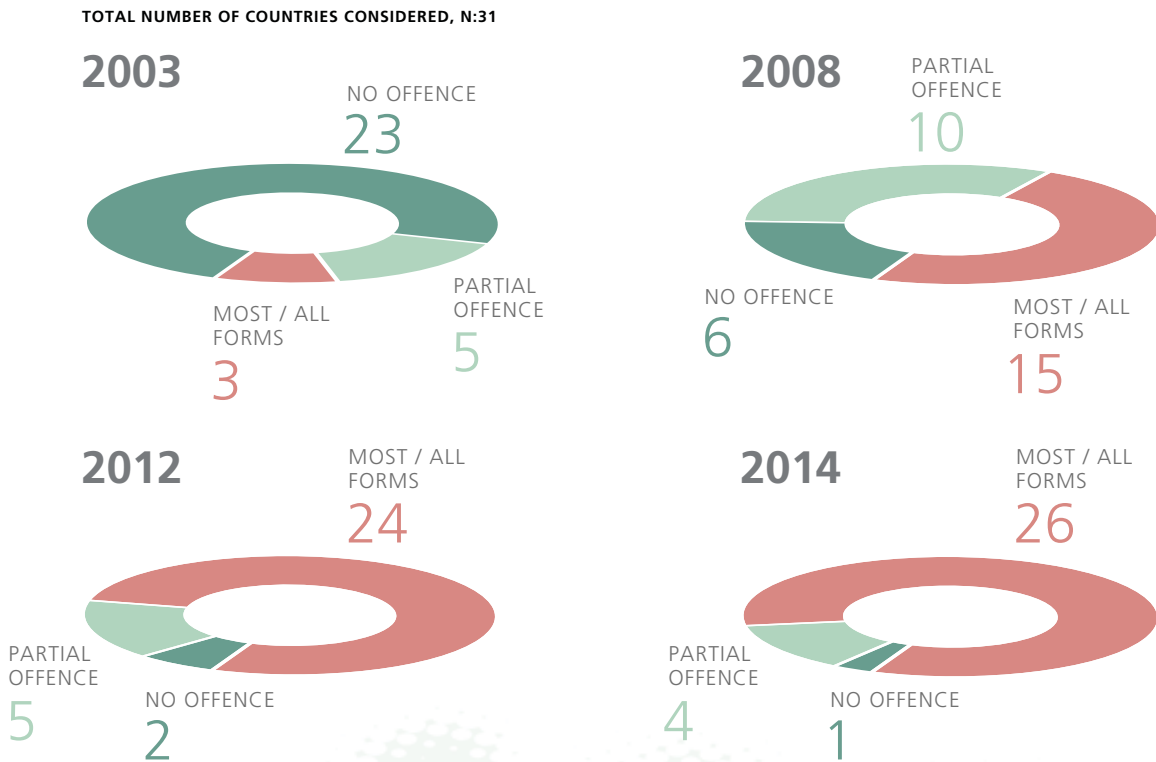 TOTAL NUMBER OF COUNTRIES CONSIDERED, N:31
2003
NO OFFENCE
23
PARTIAL
OFFENCE
5
MOST / ALL
FORMS
3
2008
PARTIAL
OFFENCE
10
NO OFFENCE
6
MOST / ALL
FORMS
15
2012
MOST / ALL
FORMS
24
PARTIAL
OFFENCE
5
NO OFFENCE
2
2014
MOST / ALL
FORMS
26
PARTIAL
OFFENCE
4
NO OFFENCE
1